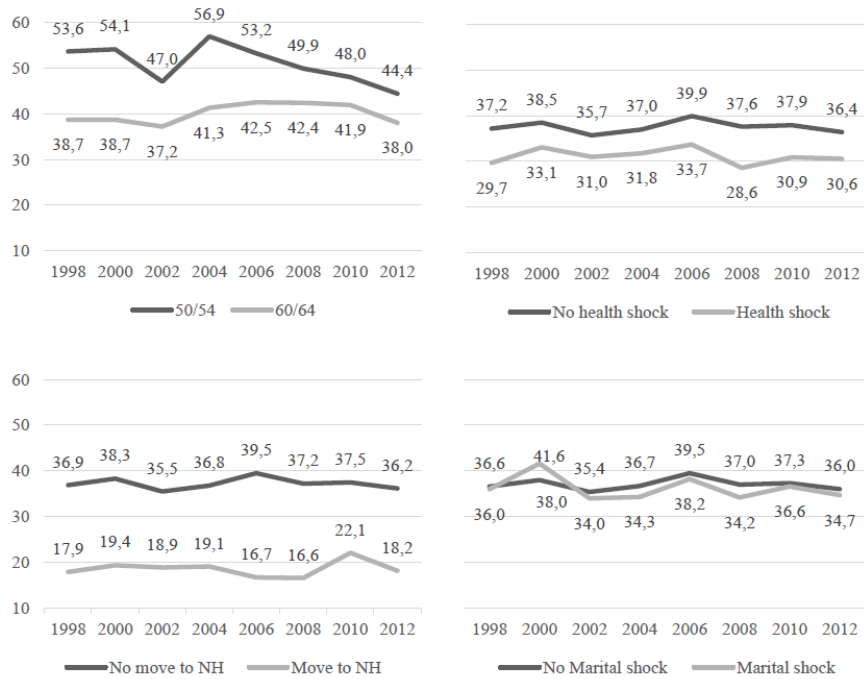 60
50
40
30
20
10
53,6 54,1 47,0 56,9 53,2 49,9 48,0 44,4
38,7 38,7 37,2 41,3 42,5 42,4 41,9 38,0
1998 2000 2002 2004 2006 2008 2010 2012
50/54 60/64
37,2 38,5 35,7 37,0 39,9 37,6 37,9 36,4
29,7 33,1 31,0 31,8 33,7 28,6 30,9 30,6
1998 2000 2002 2004 2006 2008 2010 2012
No health shock Health shock
60
50
40
30
20
10
36,9 38,3 35,5 36,8 39,5 37,2 37,5 36,2
17,9 19,4 18,9 19,1 16,7 16,6 22,1 18,2
1998 2000 2002 2004 2006 2008 2010 2012
No move to NH Move to NH
36,6 41,6 35,4 36,7 39,5 37,0 37,3 36,0
36,0 38,0 34,0 34,3 38,2 34,2 36,6 34,7
1998 2000 2002 2004 2006 2008 2010 2012
No Marital shock Marital shock